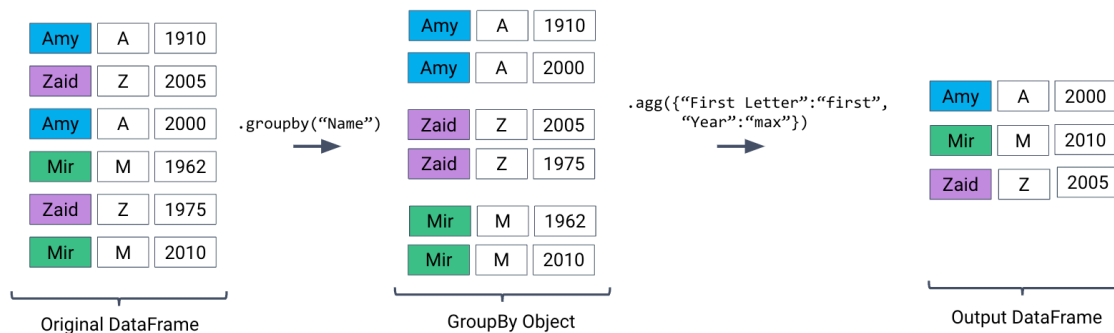 Amy A 1910
Zaid Z 2005
Amy A 2000
Mir M 1962
Zaid Z 1975
Mir M 2010
Original DataFrame
.groupby(“Name”)
Amy A 1910
Amy A 2000
Zaid Z 2005
Zaid Z 1975
Mir M 1962
Mir M 2010
GroupBy Object
.agg({“First Letter”:“first”,
“Year”:“max”})
Amy A 2000
Mir M 2010
Zaid Z 2005
Output DataFrame